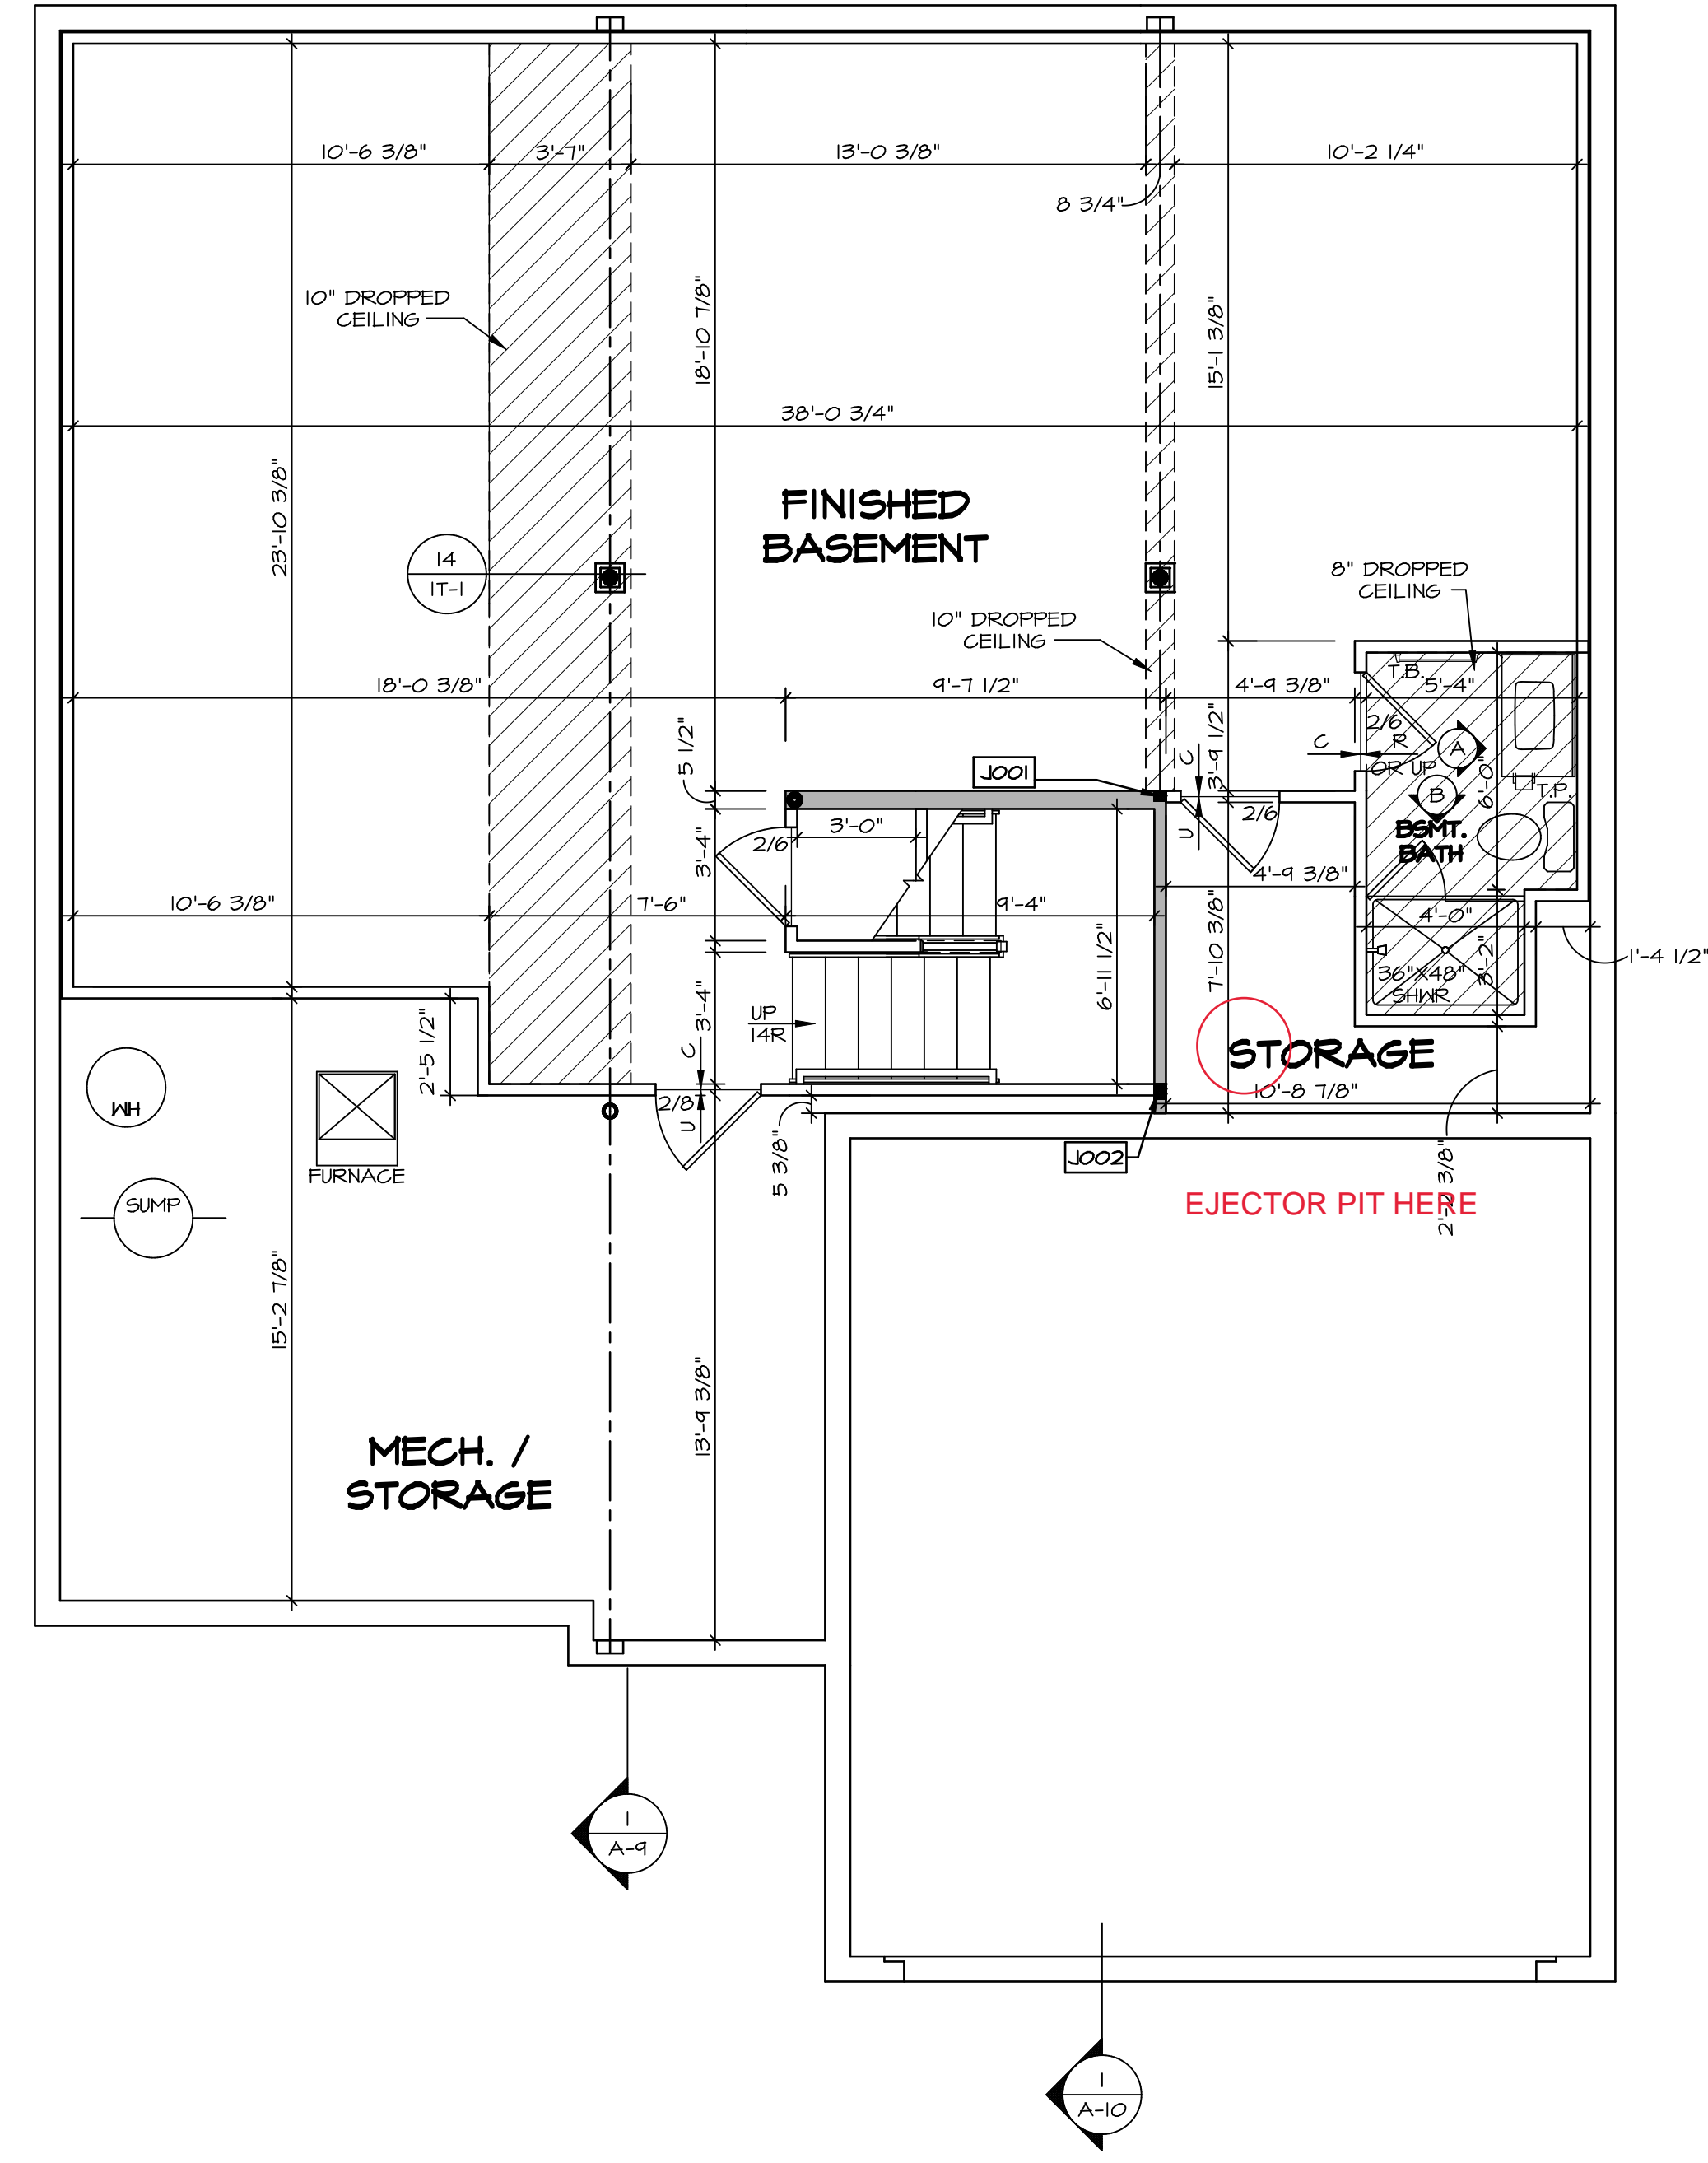 10'-6 3/8"
3'-7"
13'-0 3/8"
10'-2 1/4"
8 3/4"
10" DROPPED
CEILING
18'-10 7/8"
15'-1 3/8"
38'-0 3/4"
23'-10 3/8"
FINISHED
BASEMENT
14
1T-1
8" DROPPED
CEILING
10" DROPPED
CEILING
18'-0 3/8"
9'-7 1/2"
4'-9 3/8"
T.B.
5'-4"
2/6
C
R
OR UP
A
B
6'-0"
T.P.
BSMT.
BATH
5 1/2"
J001
C
U
3'-9 1/2"
2/6
3'-0"
2/6
3'-4"
4'-9 3/8"
10'-6 3/8"
7'-6"
9'-4"
7'-10 3/8"
6'-11 1/2"
4'-0"
3'-2"
1'-4 1/2"
36"X48"
SHWR
UP
14R
3'-4"
2'-5 1/2"
C
U
2/8
STORAGE
10'-8 7/8"
WH
FURNACE
SUMP
5 3/8"
J002
EJECTOR PIT HERE
15'-2 7/8"
13'-9 3/8"
MECH. /
STORAGE
1
A-9
1
A-10